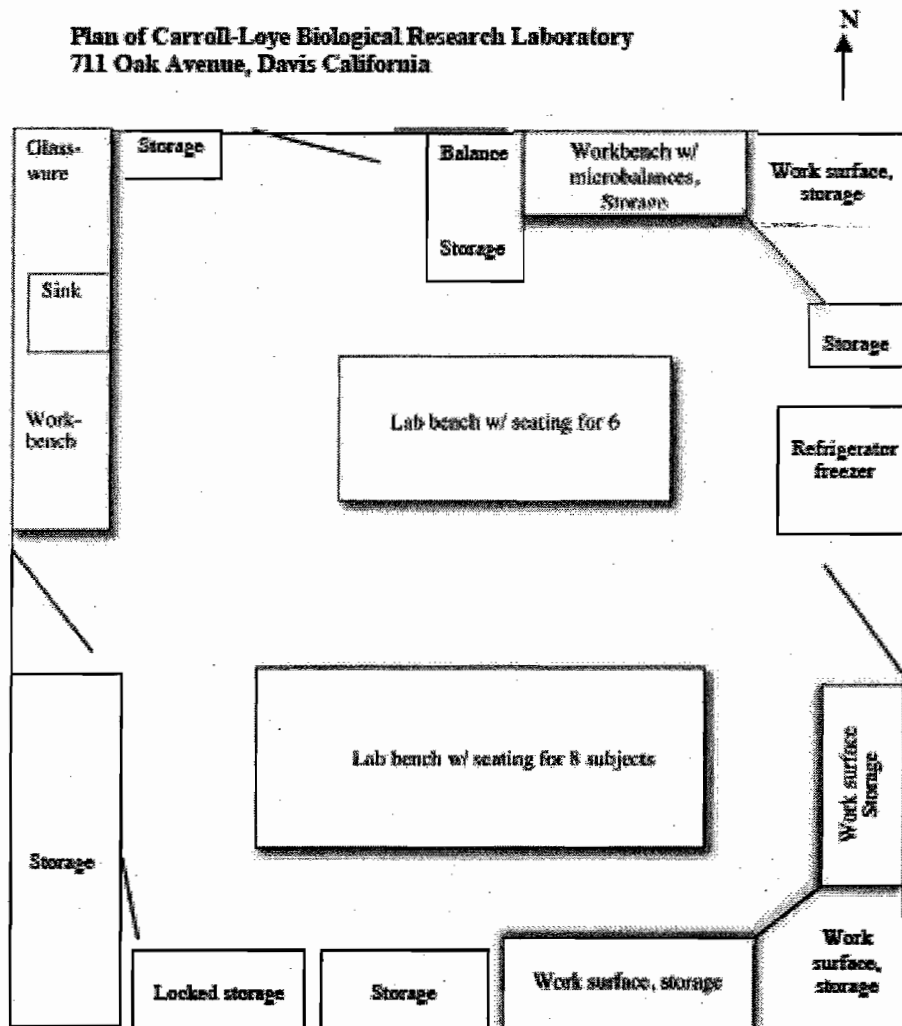 Plan of Carroll-Loye Biological Research Laboratory
711 Oak Avenue, Davis California
N
Glass-
ware
Storage
Balance
Storage
Workbench w/
microbalances,
Storage
Work surface,
storage
Sink
Storage
Work-
bench
Lab bench w/ seating for 6
Refrigerator
freezer
Lab bench w/ seating for 8 subjects
Work surface
Storage
Storage
Locked storage
Storage
Work surface, storage
Work
surface,
storage